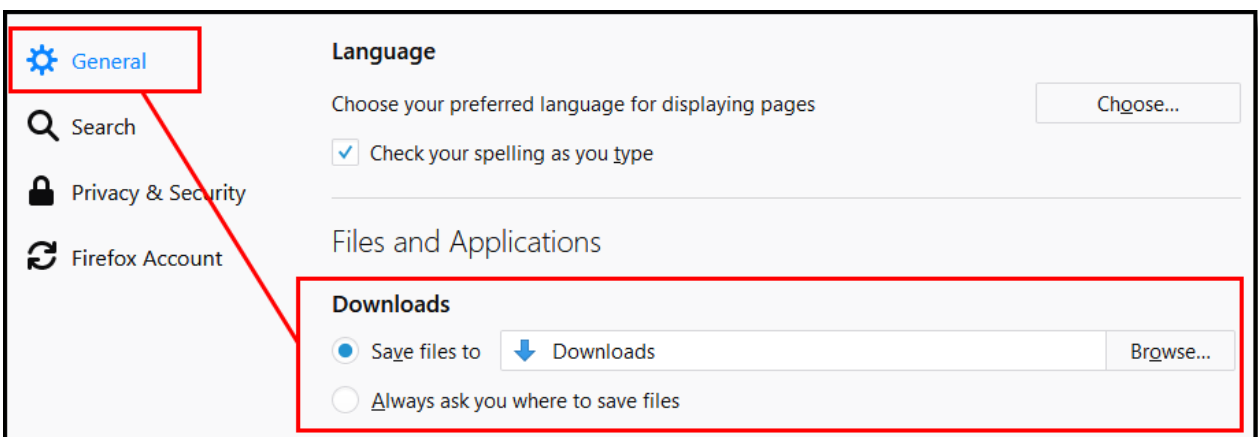 General
Search
Privacy & Security
Firefox Account
Language
Choose your preferred language for displaying pages
Choose...
Check your spelling as you type
Files and Applications
Downloads
Save files to
Downloads
Browse...
Always ask you where to save files